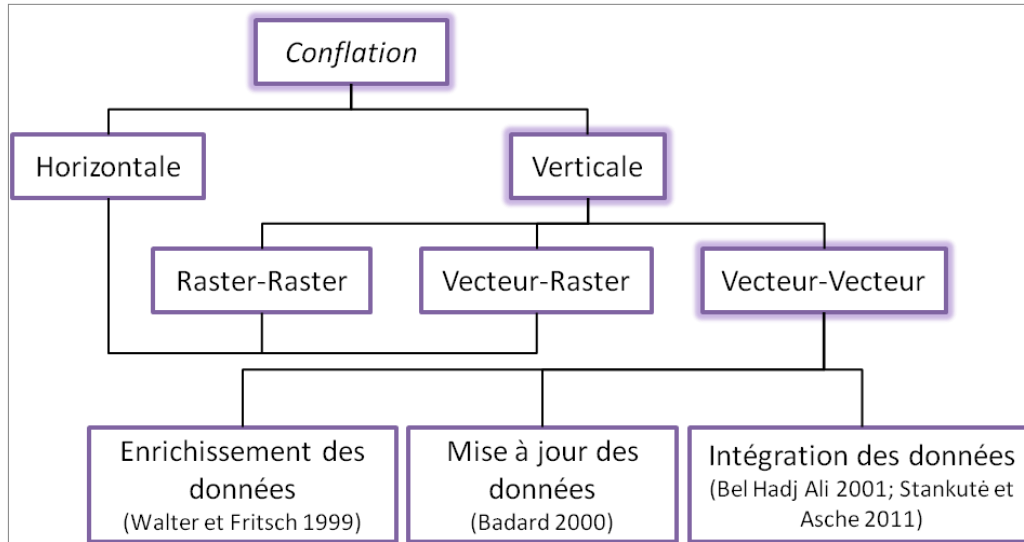 Conflation
Horizontale
Verticale
Raster-Raster
Vecteur-Raster
Vecteur-Vecteur
Enrichissement des
données
(Walter et Fritsch 1999)
Mise à jour des
données
(Badard 2000)
Intégration des données
(Bel Hadj Ali 2001; Stankutė et
Asche 2011)